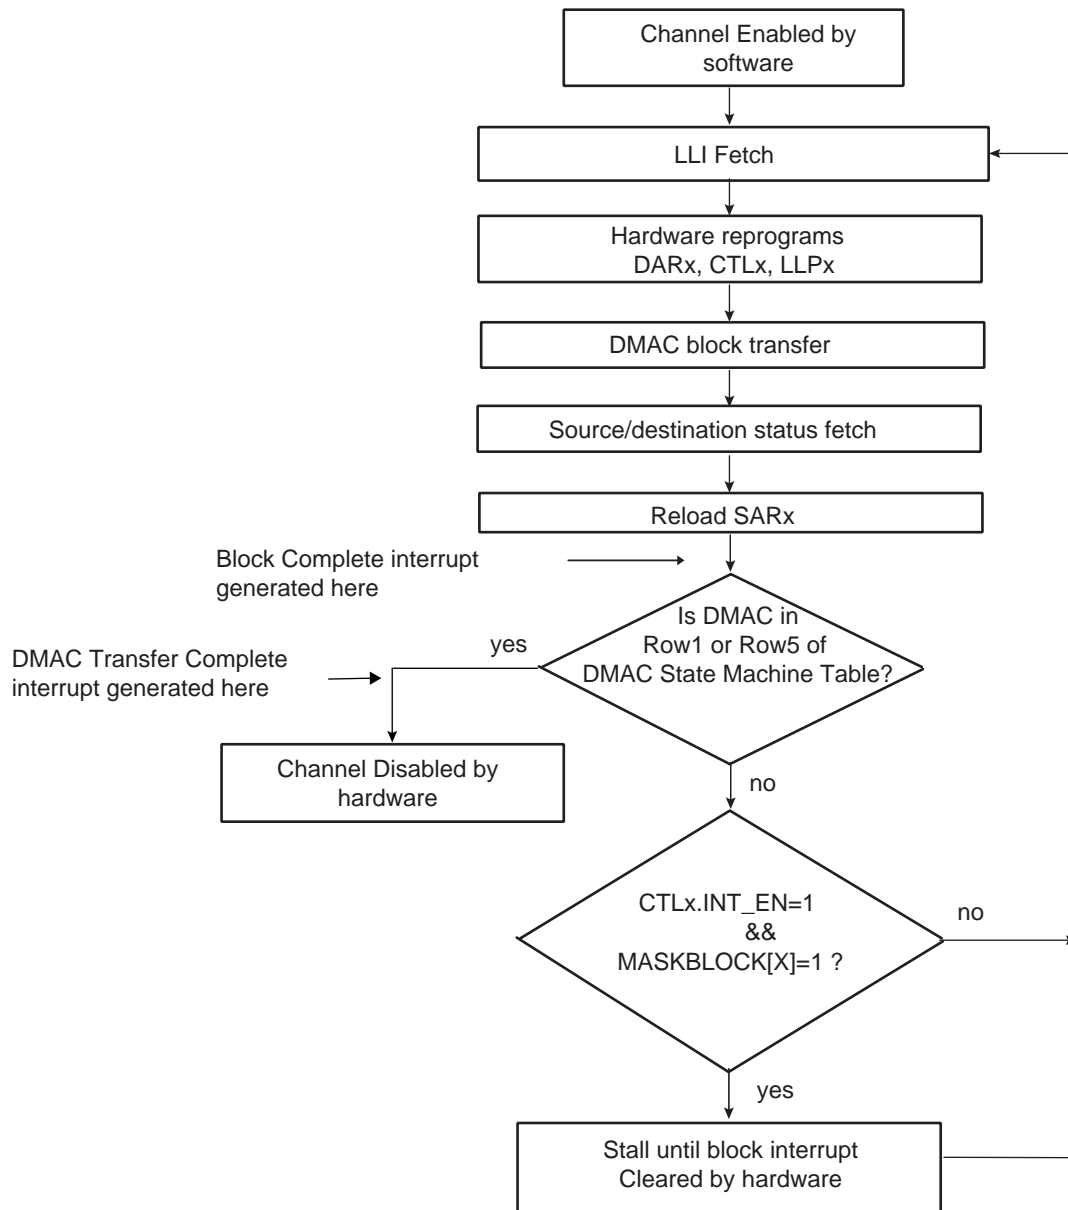 Channel Enabled by
software
LLI Fetch
Hardware reprograms
DARx, CTLx, LLPx
DMAC block transfer
Source/destination status fetch
Reload SARx
Block Complete interrupt
generated here
Is DMAC in
Row1 or Row5 of
DMAC State Machine Table?
yes
DMAC Transfer Complete
interrupt generated here
Channel Disabled by
hardware
no
CTLx.INT_EN=1
&&
MASKBLOCK[X]=1 ?
no
yes
Stall until block interrupt
Cleared by hardware